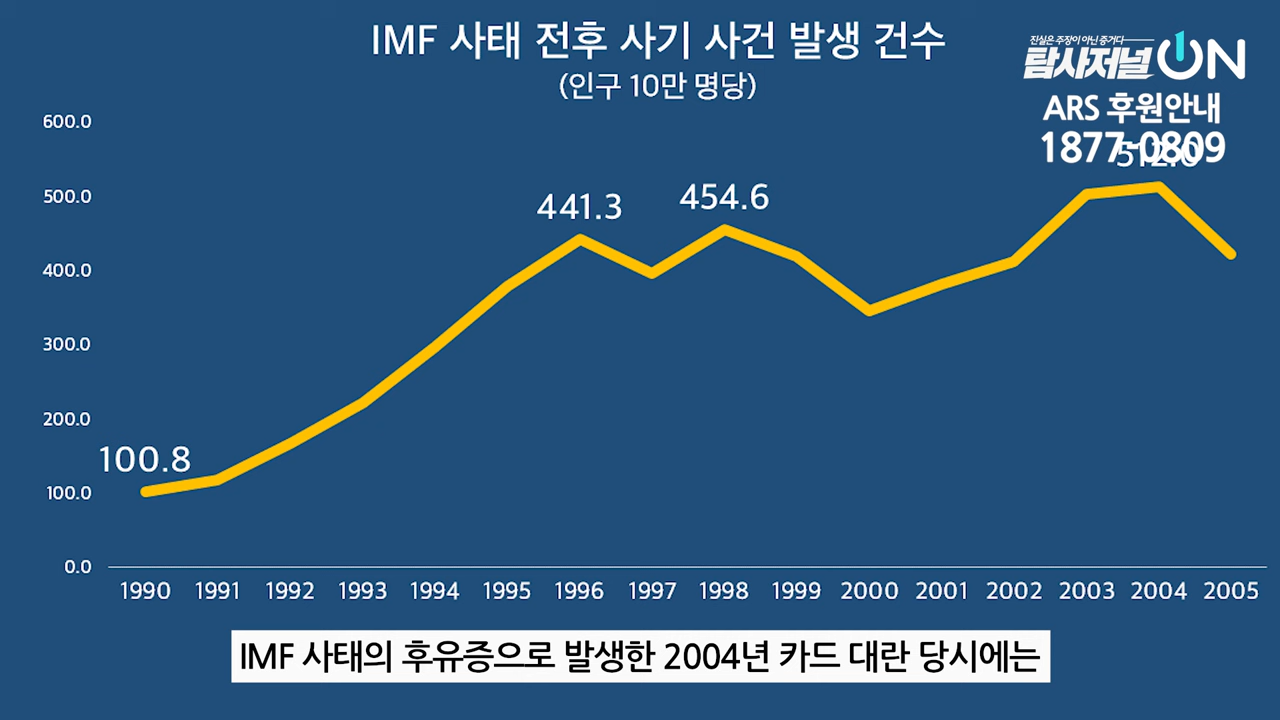 IMF 사태 전후 사기 사건 발생 건수
(인구 10만 명당)
진실은 주장이 아닌 증거다
탐사저널 ON
ARS 후원안내
1877-0809
600.0
500.0
400.0
300.0
200.0
100.0
0.0
100.8
441.3
454.6
1990 1991 1992 1993 1994 1995 1996 1997 1998 1999 2000 2001 2002 2003 2004 2005
IMF 사태의 후유증으로 발생한 2004년 카드 대란 당시에는